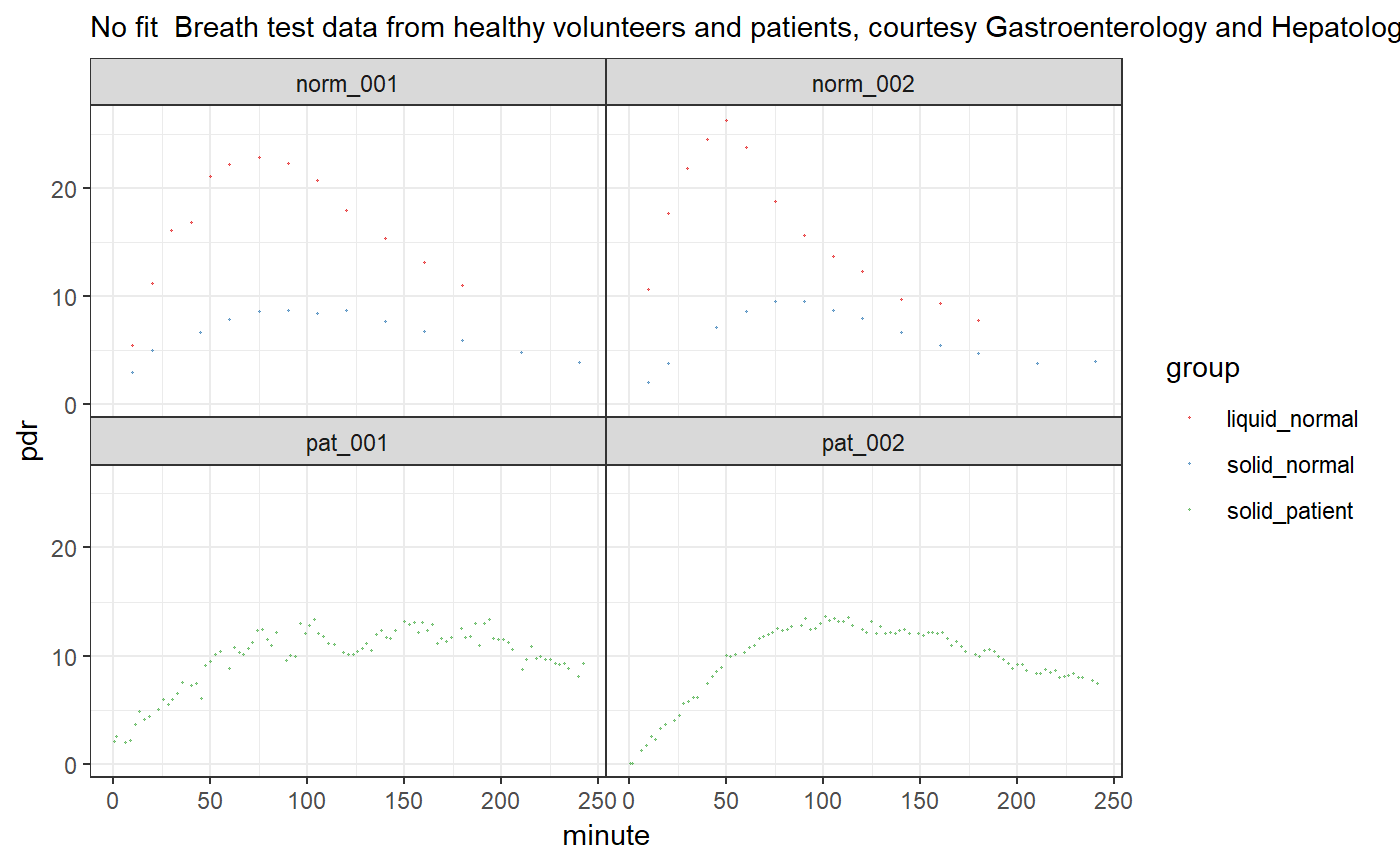 No fit  Breath test data from healthy volunteers and patients, courtesy Gastroenterology and Hepatolog
norm_001
norm_002
20
10
0
pat_001
pat_002
20
10
0
0
50
100
150
200
250
0
50
100
150
200
250
minute
pdr
group
liquid_normal
solid_normal
solid_patient